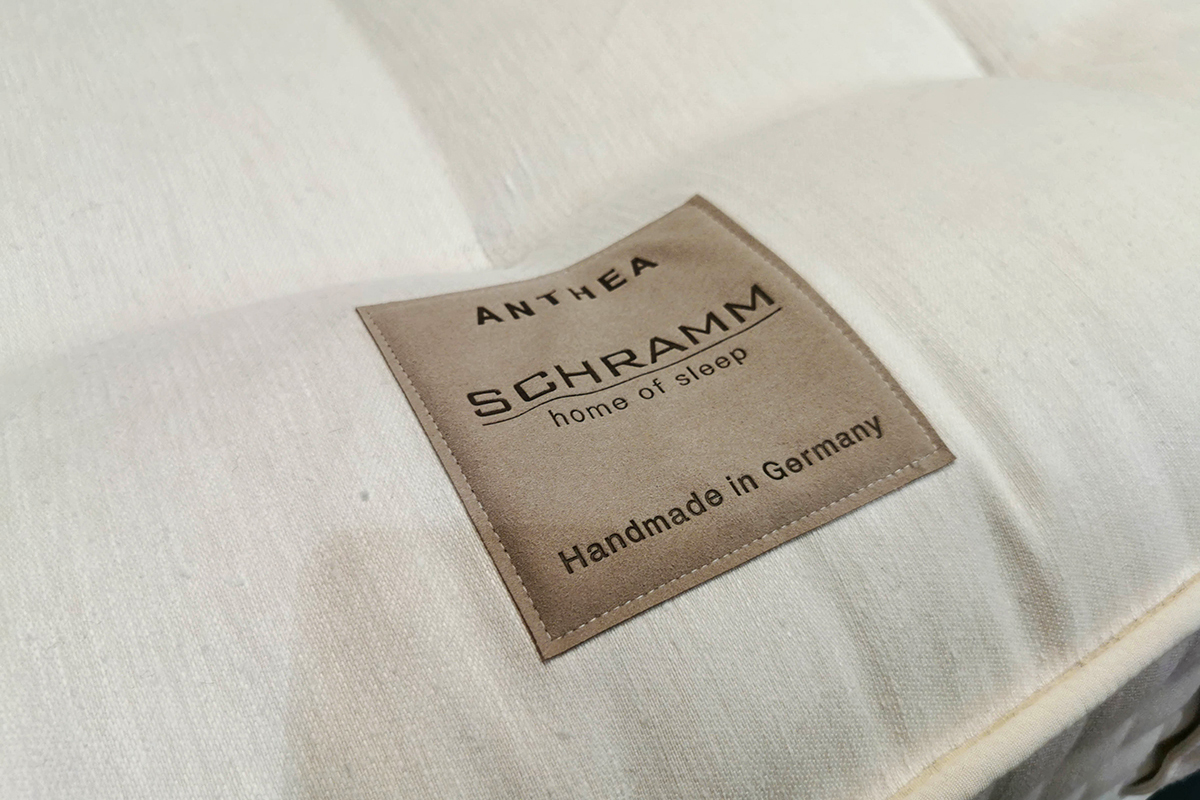 ANTHEA
SCHRAMM
home of sleep
Handmade in Germany